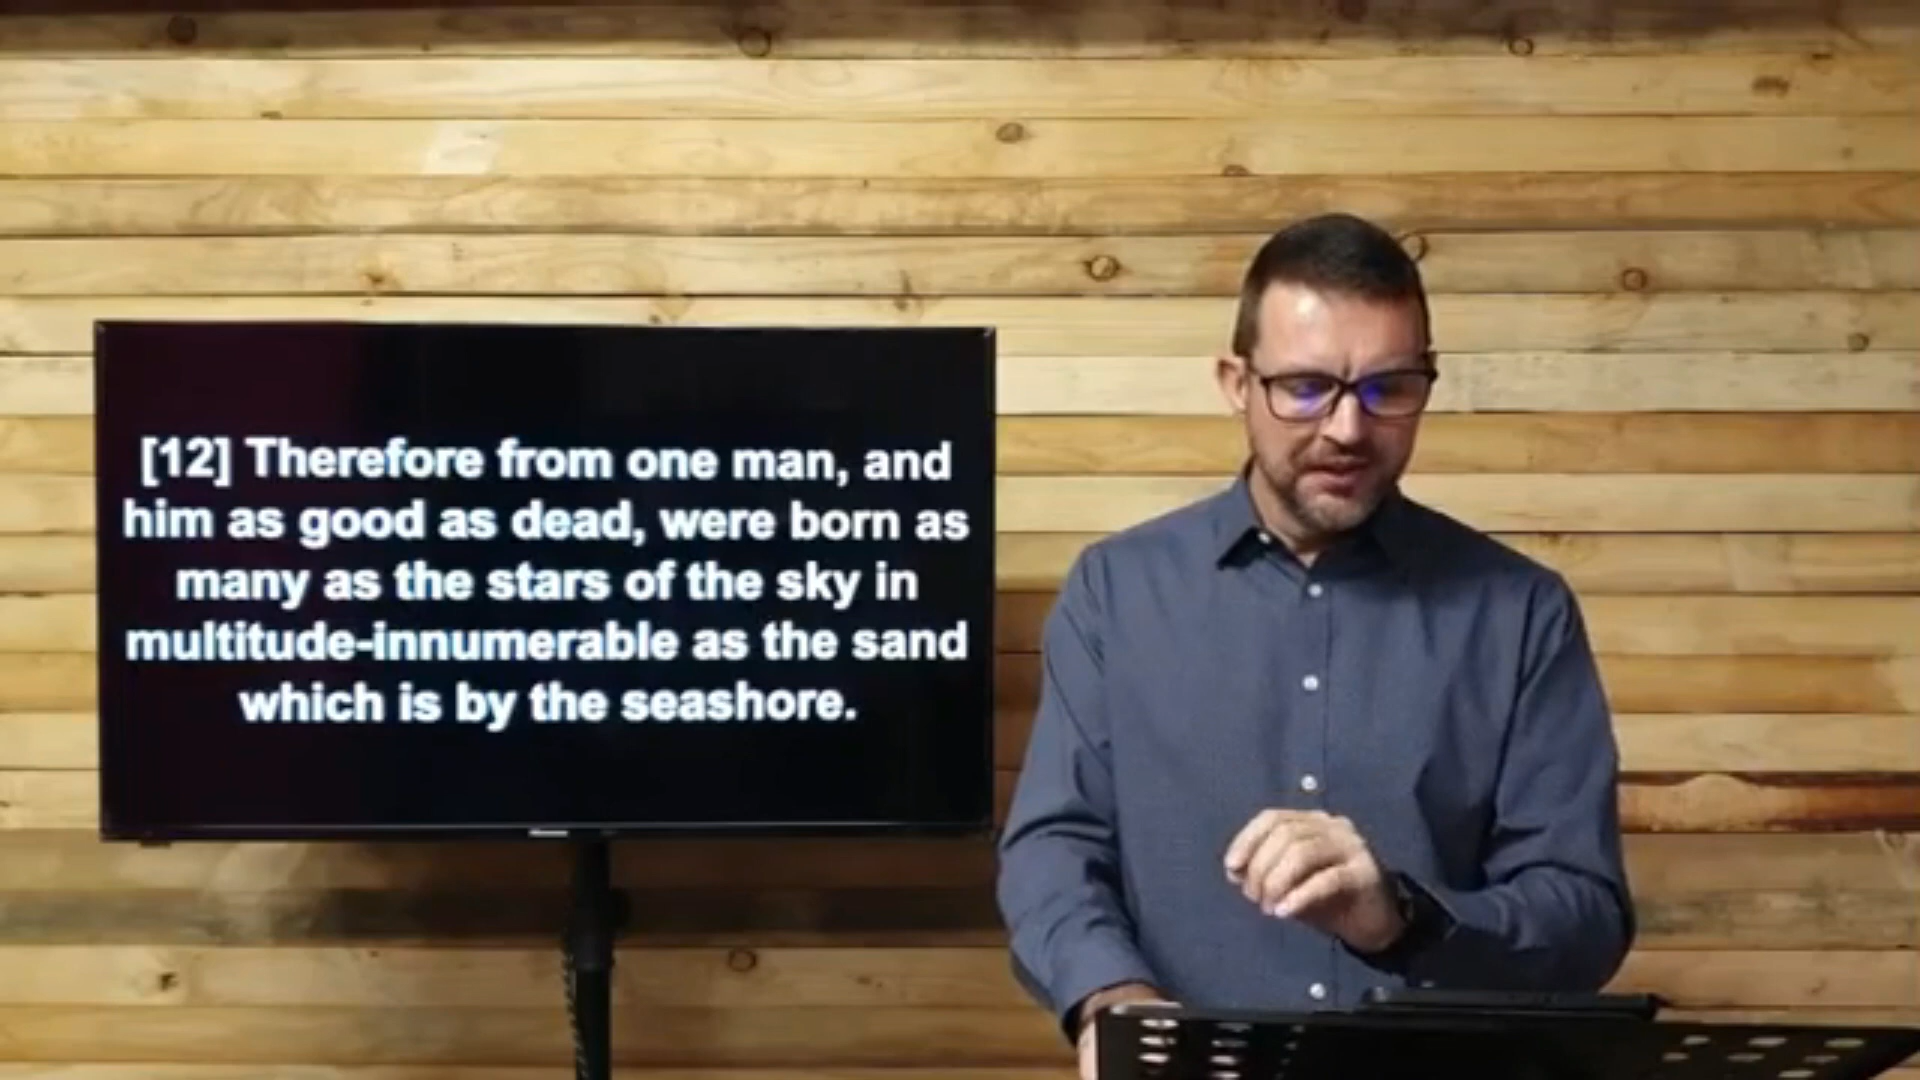 [12] Therefore from one man, and
him as good as dead, were born as
many as the stars of the sky in
multitude-innumerable as the sand
which is by the seashore.